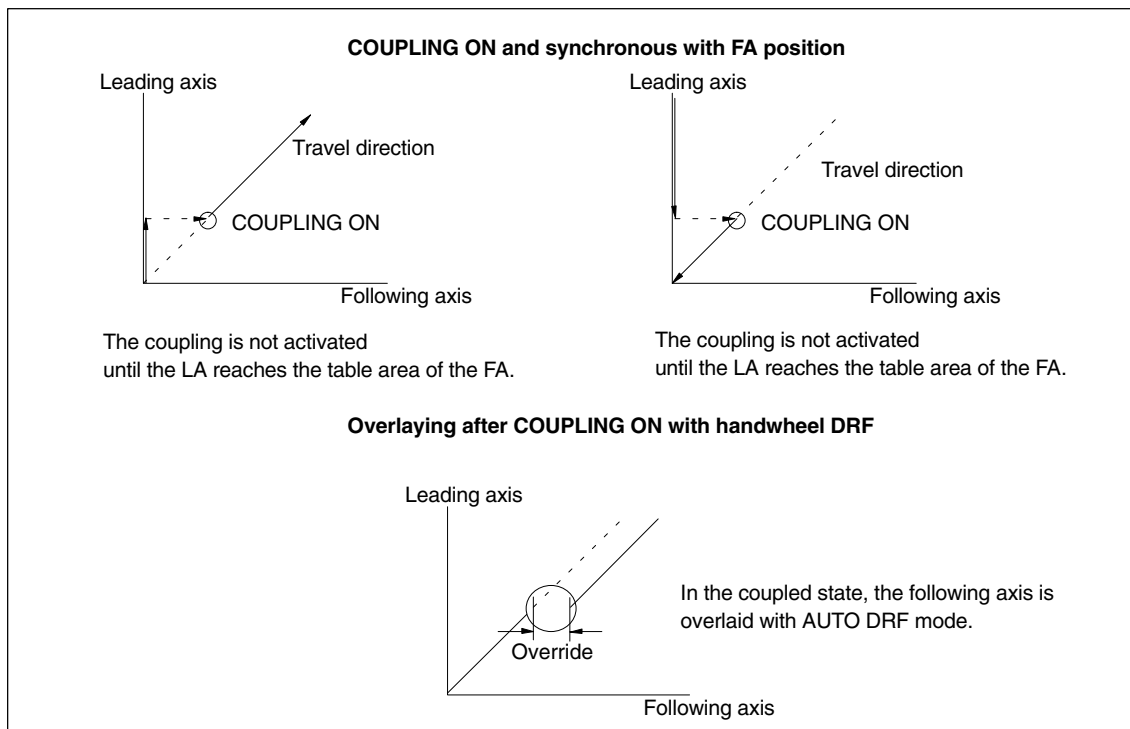 COUPLING ON and synchronous with FA position
Leading axis
Travel direction
COUPLING ON
Following axis
The coupling is not activated
until the LA reaches the table area of the FA.
Leading axis
Travel direction
COUPLING ON
Following axis
The coupling is not activated
until the LA reaches the table area of the FA.
Overlaying after COUPLING ON with handwheel DRF
Leading axis
In the coupled state, the following axis is
overlaid with AUTO DRF mode.
Override
Following axis